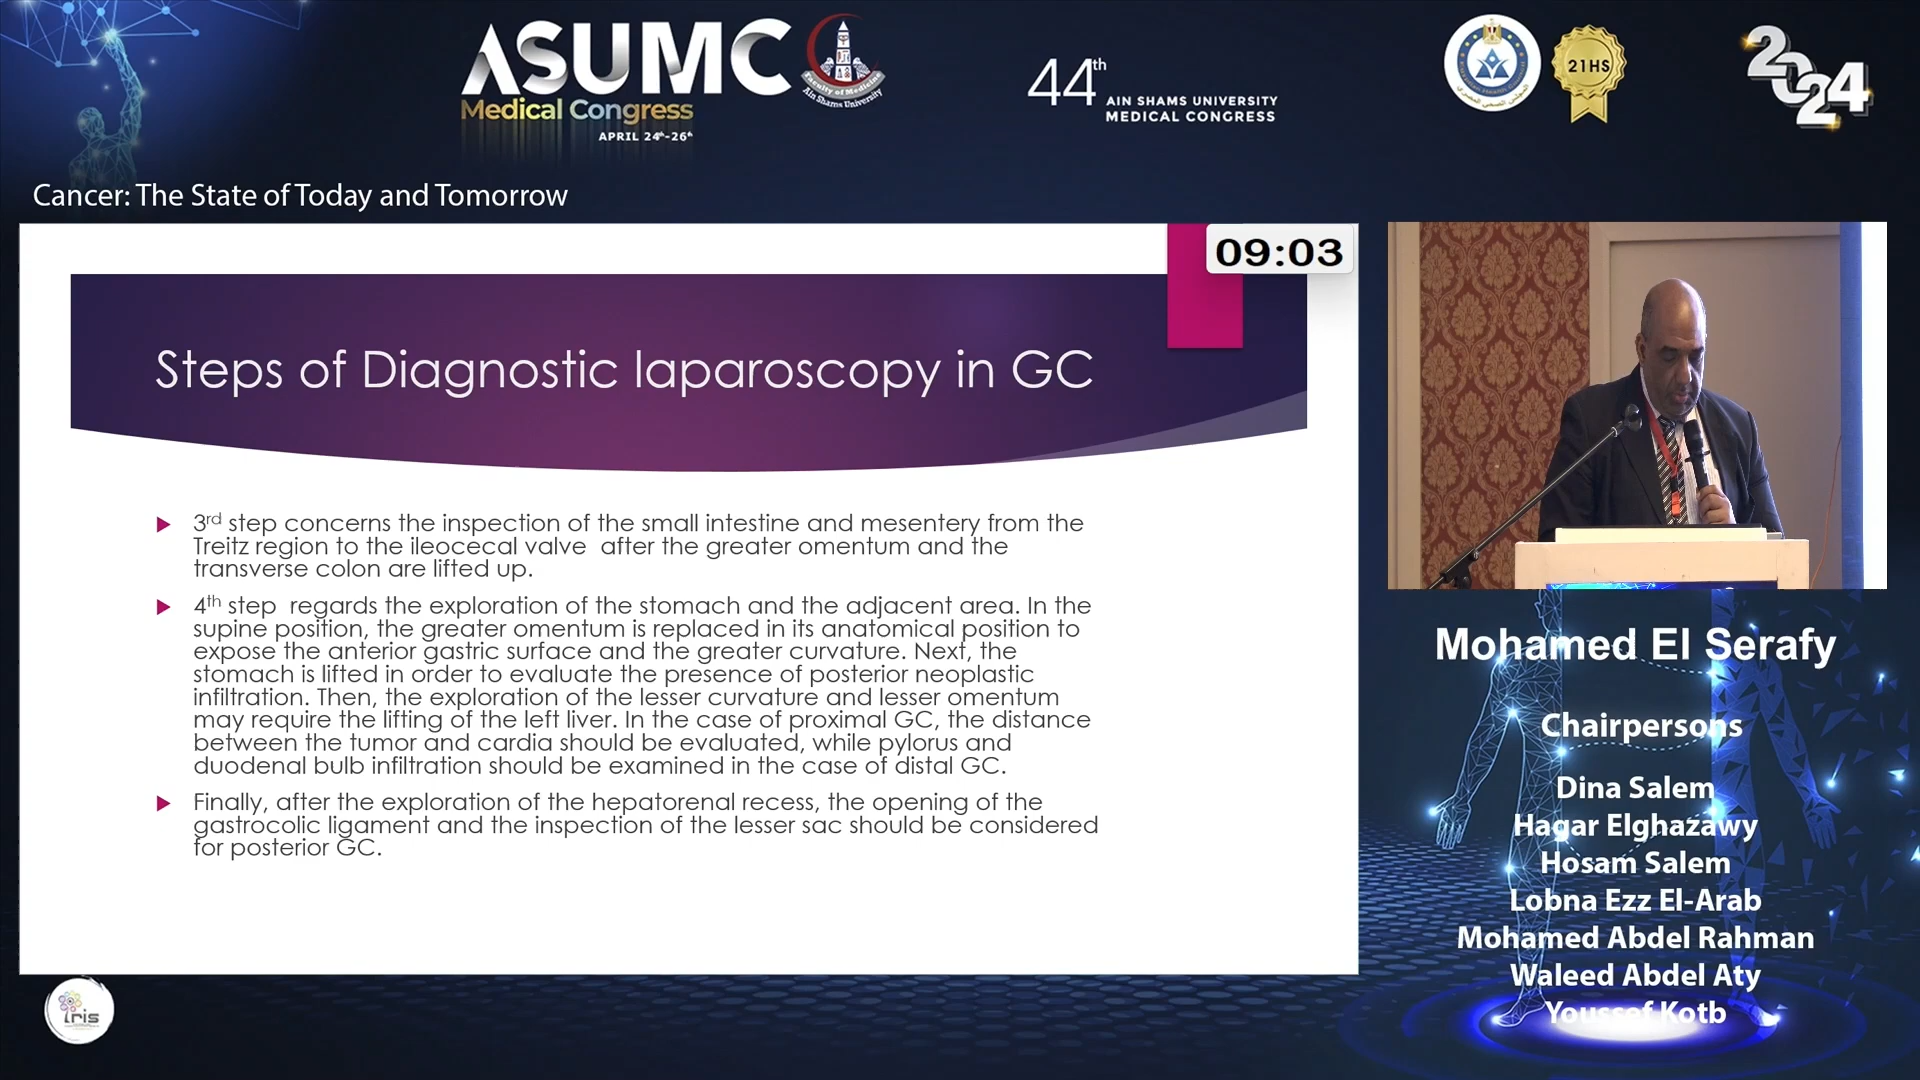 ASUMC
Medical Congress
APRIL 24th-26th
Faculty of Medicine
Ain Shams University
44th
AIN SHAMS UNIVERSITY
MEDICAL CONGRESS
21HS
2024
Cancer: The State of Today and Tomorrow
09:03
Steps of Diagnostic laparoscopy in GC
3rd step concerns the inspection of the small intestine and mesentery from the
Treitz region to the ileocecal valve after the greater omentum and the
transverse colon are lifted up.
4th step regards the exploration of the stomach and the adjacent area. In the
supine position, the greater omentum is replaced in its anatomical position to
expose the anterior gastric surface and the greater curvature. Next, the
stomach is lifted in order to evaluate the presence of posterior neoplastic
infiltration. Then, the exploration of the lesser curvature and lesser omentum
may require the lifting of the left liver. In the case of proximal GC, the distance
between the tumor and cardia should be evaluated, while pylorus and
duodenal bulb infiltration should be examined in the case of distal GC.
Finally, after the exploration of the hepatorenal recess, the opening of the
gastrocolic ligament and the inspection of the lesser sac should be considered
for posterior GC.
Mohamed El Serafy
Chairpersons
Dina Salem
Hagar Elghazawy
Hosam Salem
Lobna Ezz El-Arab
Mohamed Abdel Rahman
Waleed Abdel Aty
Youssef Kotb
iris